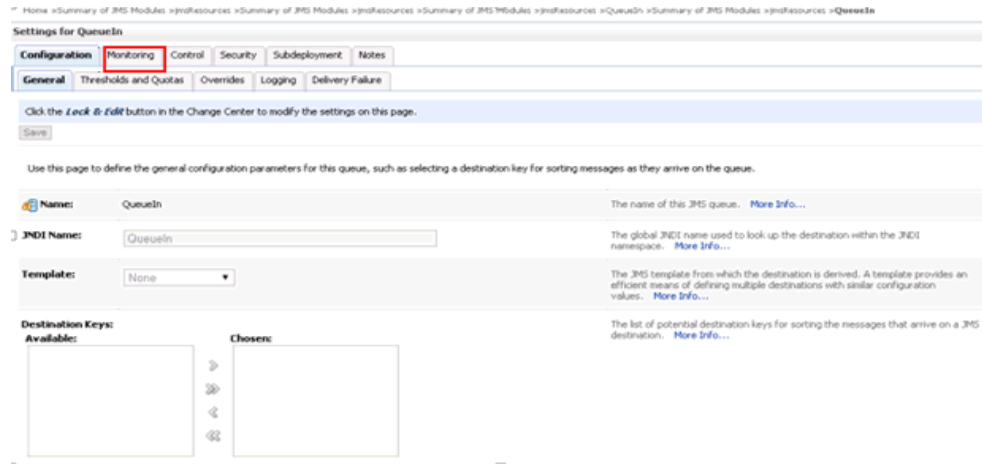 Home »Summary of JMS Modules »jmsResources »Summary of JMS Modules »jmsResources »Summary of JMS Modules »jmsResources »QueueIn »Summary of JMS Modules »jmsResources »QueueIn
Settings for QueueIn
Configuration Monitoring Control Security Subdeployment Notes
General Thresholds and Quotas Overrides Logging Delivery Failure
Click the Lock & Edit button in the Change Center to modify the settings on this page.
Save
Use this page to define the general configuration parameters for this queue, such as selecting a destination key for sorting messages as they arrive on the queue.
Name: QueueIn The name of this JMS queue. More Info...
JNDI Name: QueueIn The global JNDI name used to look up the destination within the JNDI
namespace. More Info...
Template: None The JMS template from which the destination is derived. A template provides an
efficient means of defining multiple destinations with similar configuration
values. More Info...
Destination Keys: The list of potential destination keys for sorting the messages that arrive on a JMS
destination. More Info...
Available: Chosen: